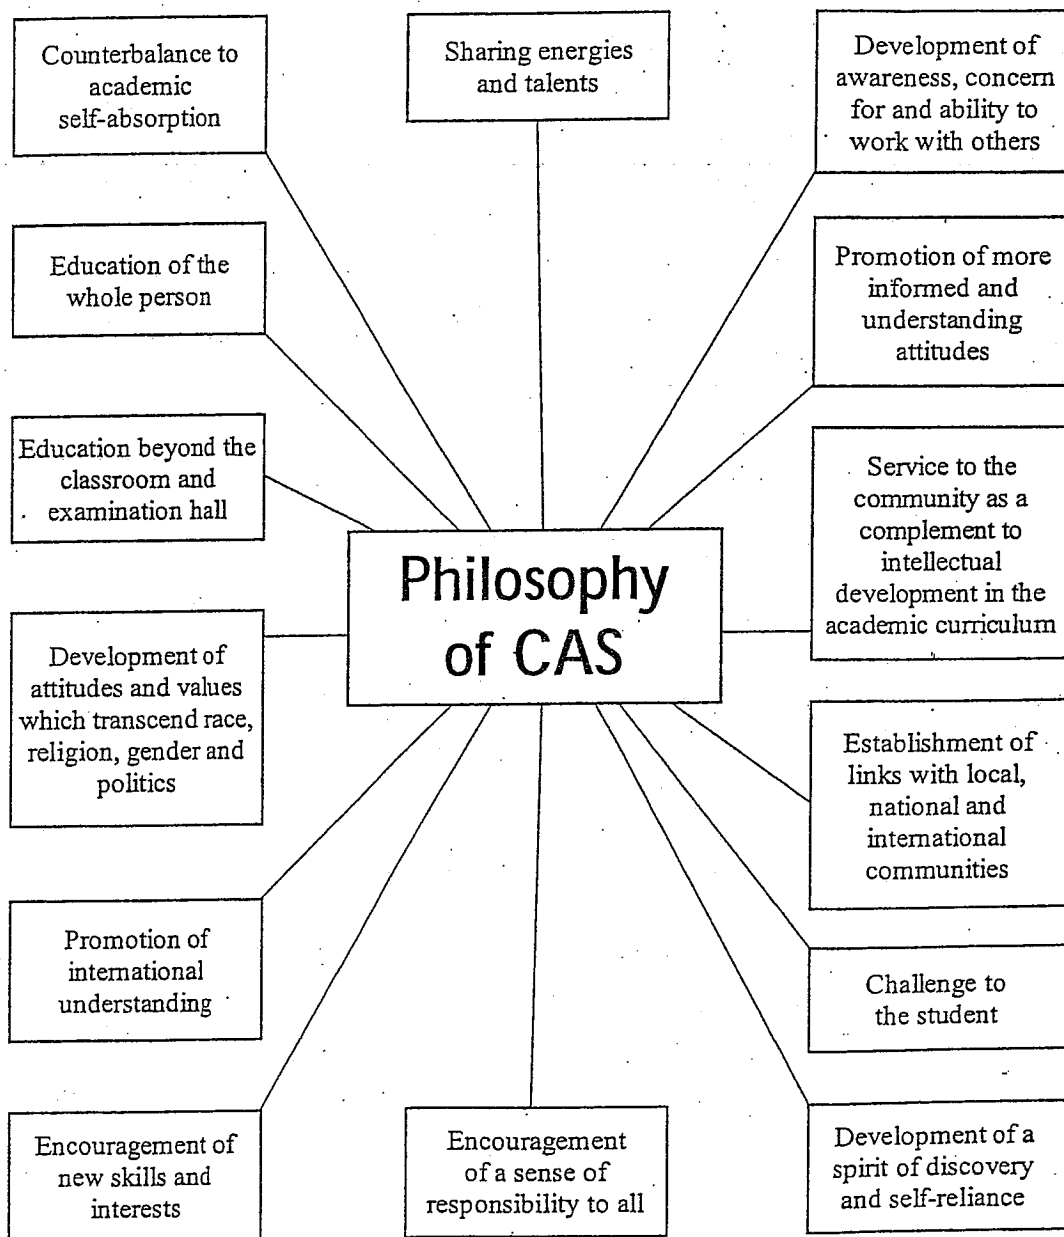 Counterbalance to
academic
self-absorption
Sharing energies
and talents
Development of
awareness, concern
for and ability to
work with others
Education of the
whole person
Promotion of more
informed and
understanding
attitudes
Education beyond the
classroom and
examination hall
Service to the
community as a
complement to
intellectual
development in the
academic curriculum
Philosophy
of CAS
Development of
attitudes and values
which transcend race,
religion, gender and
politics
Establishment of
links with local,
national and
international
communities
Promotion of
international
understanding
Challenge to
the student
Encouragement of
new skills and
interests
Encouragement
of a sense of
responsibility to all
Development of a
spirit of discovery
and self-reliance